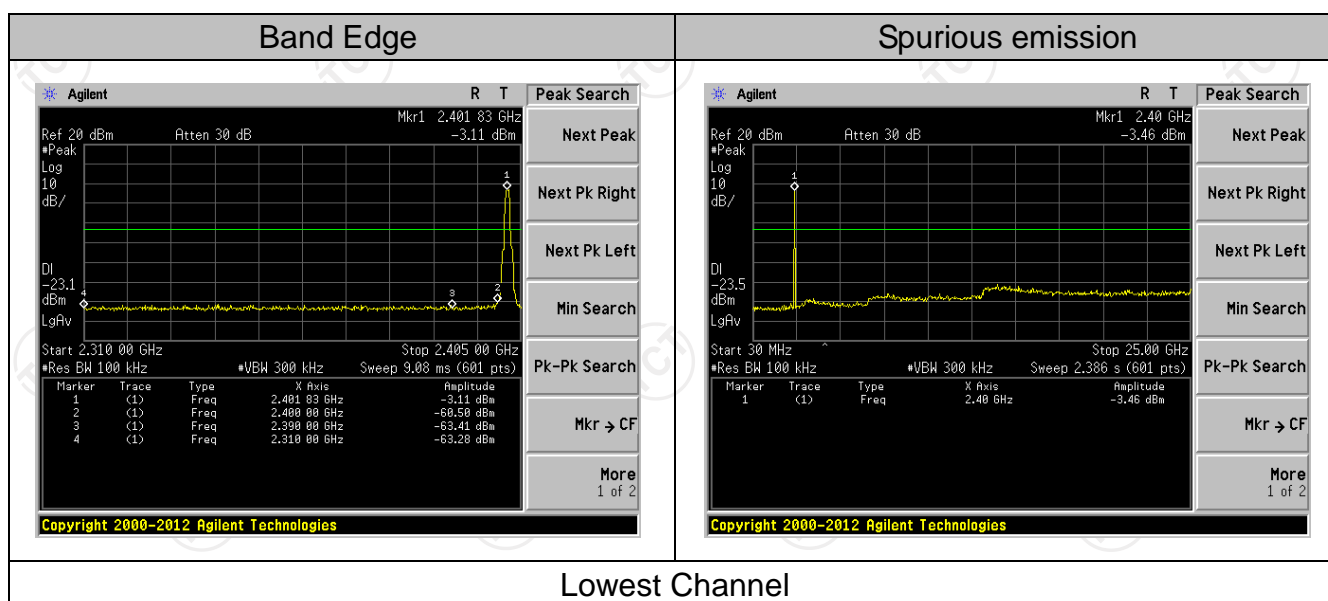 Band Edge
Spurious emission
Agilent R T
Peak Search
Mkr1 2.401 83 GHz
Ref 20 dBm Atten 30 dB -3.11 dBm
#Peak
Log
10
dB/
DI
-23.1
dBm
LgAv
1
2
3
4
Start 2.310 00 GHz Stop 2.405 00 GHz
#Res BW 100 kHz #VBW 300 kHz Sweep 9.08 ms (601 pts)
Marker Trace Type X Axis Amplitude
1 (1) Freq 2.401 83 GHz -3.11 dBm
2 (1) Freq 2.400 00 GHz -60.50 dBm
3 (1) Freq 2.390 00 GHz -63.41 dBm
4 (1) Freq 2.310 00 GHz -63.28 dBm
Next Peak
Next Pk Right
Next Pk Left
Min Search
Pk-Pk Search
Mkr → CF
More
1 of 2
Copyright 2000-2012 Agilent Technologies
Agilent R T
Peak Search
Mkr1 2.40 GHz
Ref 20 dBm Atten 30 dB -3.46 dBm
#Peak
Log
10
dB/
DI
-23.5
dBm
LgAv
1
Start 30 MHz ^ Stop 25.00 GHz
#Res BW 100 kHz #VBW 300 kHz Sweep 2.386 s (601 pts)
Marker Trace Type X Axis Amplitude
1 (1) Freq 2.40 GHz -3.46 dBm
Next Peak
Next Pk Right
Next Pk Left
Min Search
Pk-Pk Search
Mkr → CF
More
1 of 2
Copyright 2000-2012 Agilent Technologies
Lowest Channel